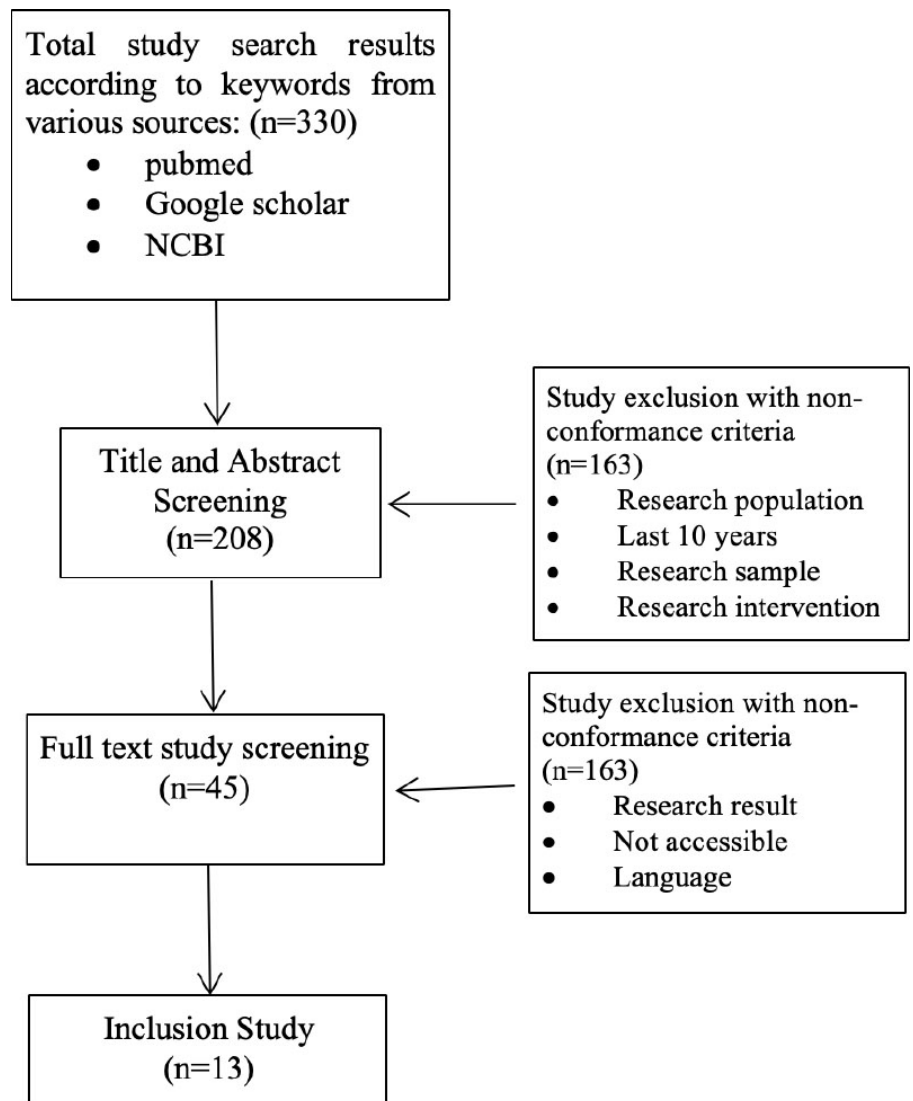 Total study search results
according to keywords from
various sources: (n=330)
• pubmed
• Google scholar
• NCBI
Title and Abstract
Screening
(n=208)
Study exclusion with non-
conformance criteria
(n=163)
• Research population
• Last 10 years
• Research sample
• Research intervention
Full text study screening
(n=45)
Study exclusion with non-
conformance criteria
(n=163)
• Research result
• Not accessible
• Language
Inclusion Study
(n=13)